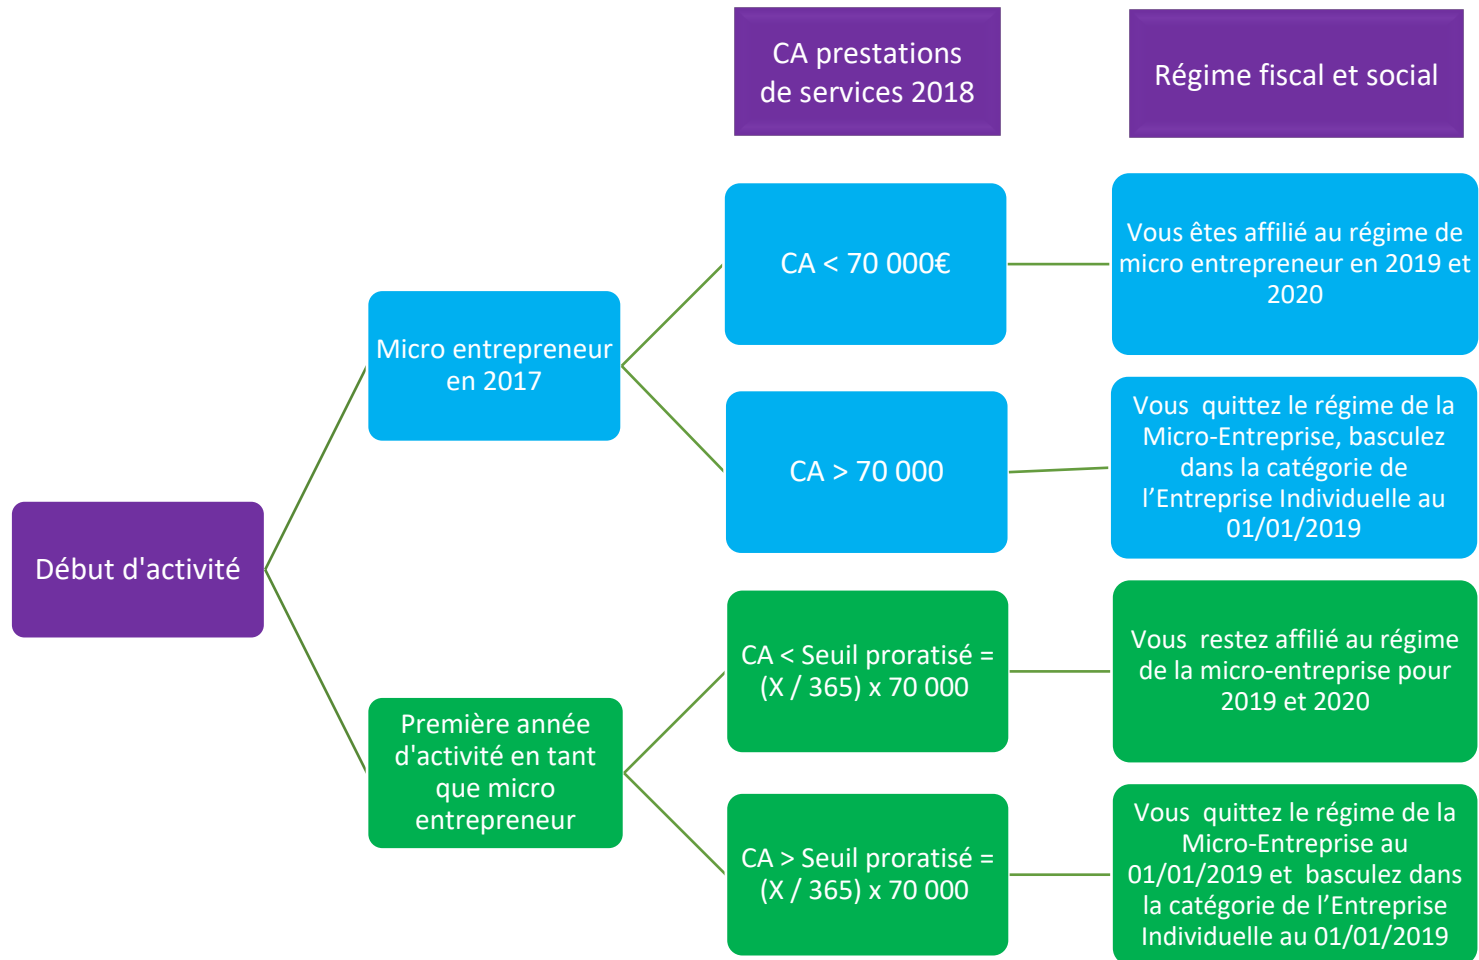 CA prestations
de services 2018
Régime fiscal et social
CA < 70 000€
Vous êtes affilié au régime de
micro entrepreneur en 2019 et
2020
Micro entrepreneur
en 2017
CA > 70 000
Vous quittez le régime de la
Micro-Entreprise, basculez
dans la catégorie de
l’Entreprise Individuelle au
01/01/2019
Début d'activité
CA < Seuil proratisé =
(X / 365) x 70 000
Vous restez affilié au régime
de la micro-entreprise pour
2019 et 2020
Première année
d'activité en tant
que micro
entrepreneur
CA > Seuil proratisé =
(X / 365) x 70 000
Vous quittez le régime de la
Micro-Entreprise au
01/01/2019 et basculez dans
la catégorie de l’Entreprise
Individuelle au 01/01/2019